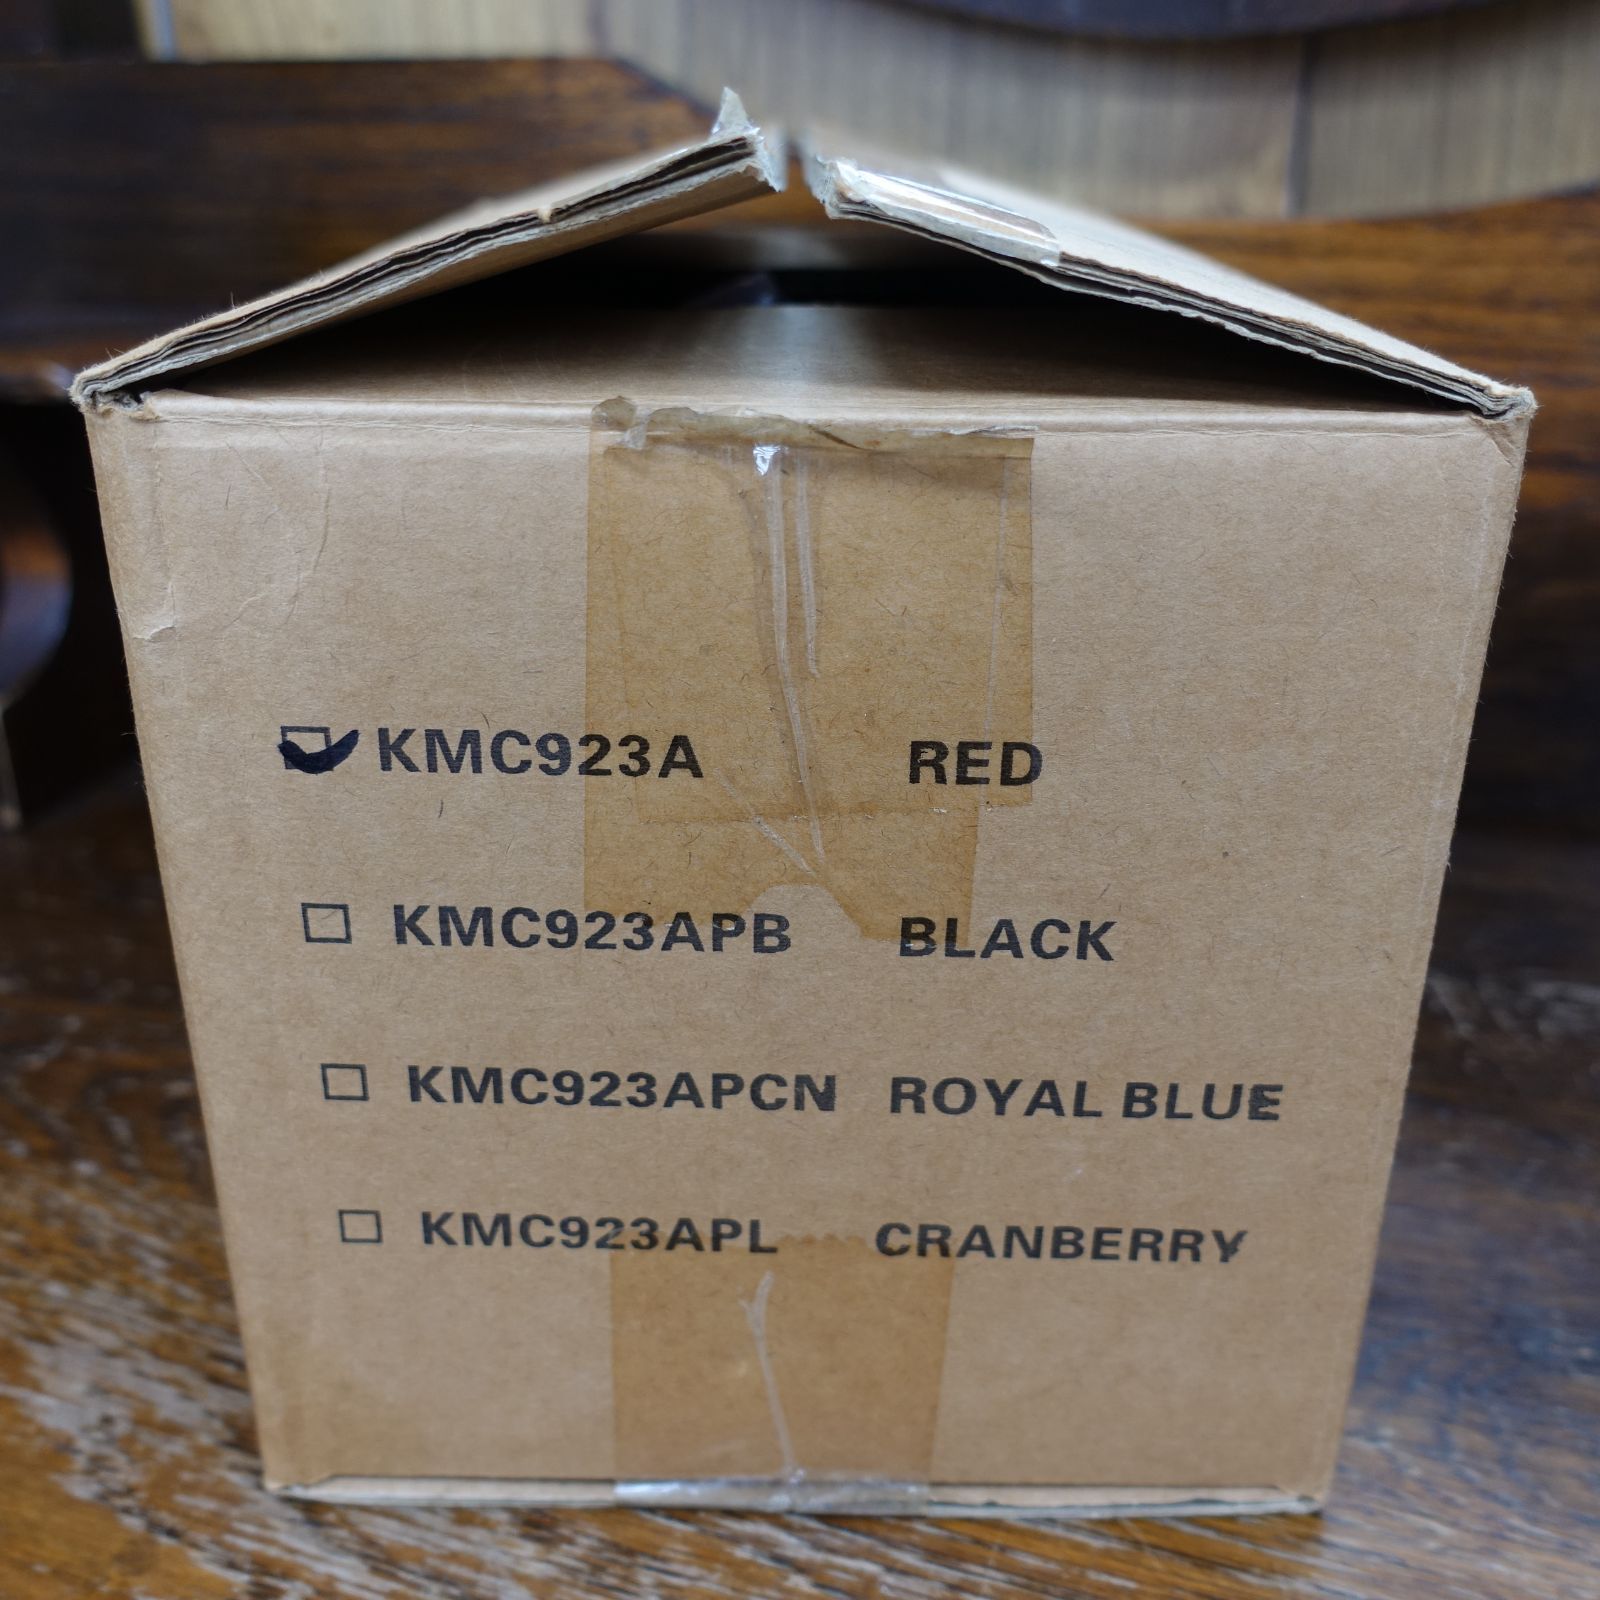 KMC923A RED
KMC923APB BLACK
KMC923APCN ROYAL BLUE
KMC923APL CRANBERRY